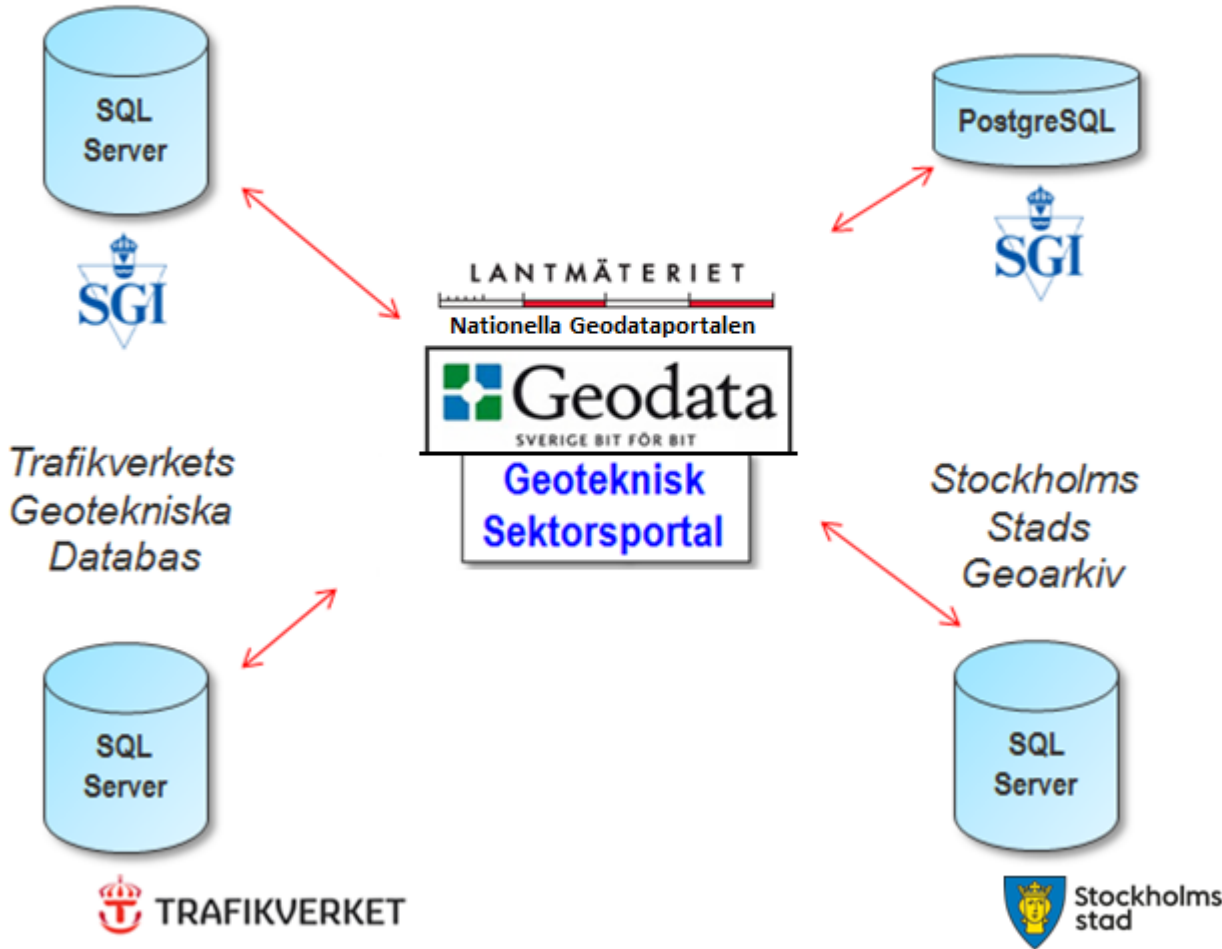 SQL
Server
SGI
PostgreSQL
SGI
LANTMÄTERIET
Nationella Geodataportalen
Geodata
SVERIGE BIT FÖR BIT
Geoteknisk
Sektorsportal
Trafikverkets
Geotekniska
Databas
Stockholms
Stads
Geoarkiv
SQL
Server
TRAFIKVERKET
SQL
Server
Stockholms
stad